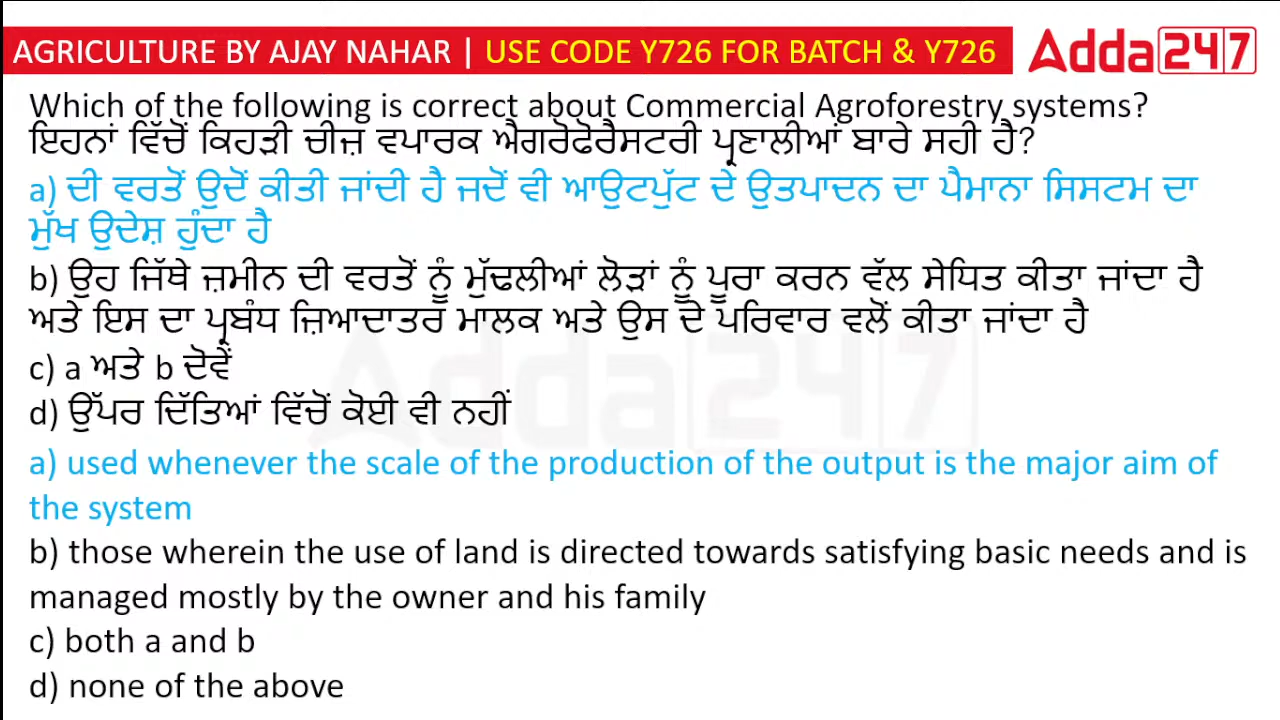 AGRICULTURE BY AJAY NAHAR | USE CODE Y726 FOR BATCH & Y726 Adda247
Which of the following is correct about Commercial Agroforestry systems?
ਇਹਨਾਂ ਵਿੱਚੋਂ ਕਿਹੜੀ ਚੀਜ਼ ਵਪਾਰਕ ਐਗਰੋਫੋਰੈਸਟਰੀ ਪ੍ਰਣਾਲੀਆਂ ਬਾਰੇ ਸਹੀ ਹੈ?
a) ਦੀ ਵਰਤੋਂ ਉਦੋਂ ਕੀਤੀ ਜਾਂਦੀ ਹੈ ਜਦੋਂ ਵੀ ਆਉਟਪੁੱਟ ਦੇ ਉਤਪਾਦਨ ਦਾ ਪੈਮਾਨਾ ਸਿਸਟਮ ਦਾ
ਮੁੱਖ ਉਦੇਸ਼ ਹੁੰਦਾ ਹੈ
b) ਉਹ ਜਿੱਥੇ ਜ਼ਮੀਨ ਦੀ ਵਰਤੋਂ ਨੂੰ ਮੁੱਢਲੀਆਂ ਲੋੜਾਂ ਨੂੰ ਪੂਰਾ ਕਰਨ ਵੱਲ ਸੇਧਿਤ ਕੀਤਾ ਜਾਂਦਾ ਹੈ
ਅਤੇ ਇਸ ਦਾ ਪ੍ਰਬੰਧ ਜ਼ਿਆਦਾਤਰ ਮਾਲਕ ਅਤੇ ਉਸ ਦੇ ਪਰਿਵਾਰ ਵਲੋਂ ਕੀਤਾ ਜਾਂਦਾ ਹੈ
c) a ਅਤੇ b ਦੋਵੇਂ
d) ਉੱਪਰ ਦਿੱਤਿਆਂ ਵਿੱਚੋਂ ਕੋਈ ਵੀ ਨਹੀਂ
a) used whenever the scale of the production of the output is the major aim of
the system
b) those wherein the use of land is directed towards satisfying basic needs and is
managed mostly by the owner and his family
c) both a and b
d) none of the above